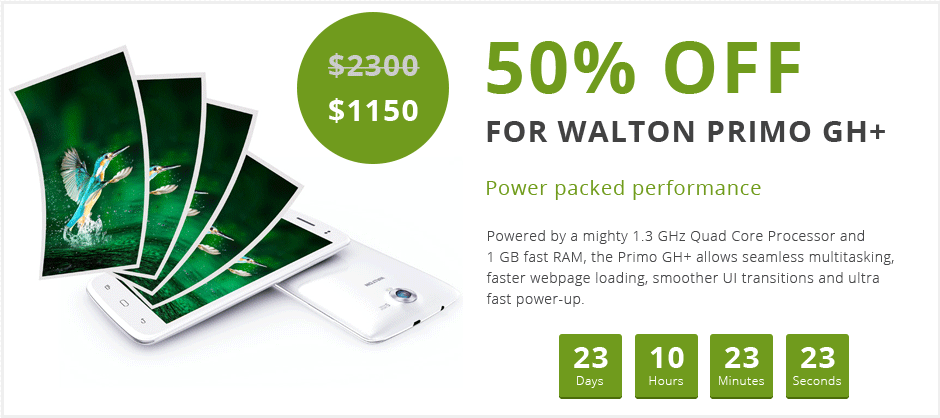 $2300
$1150
50% OFF
FOR WALTON PRIMO GH+
Power packed performance
Powered by a mighty 1.3 GHz Quad Core Processor and
1 GB fast RAM, the Primo GH+ allows seamless multitasking,
faster webpage loading, smoother UI transitions and ultra
fast power-up.
23 10 23 23
Days Hours Minutes Seconds
WALTON